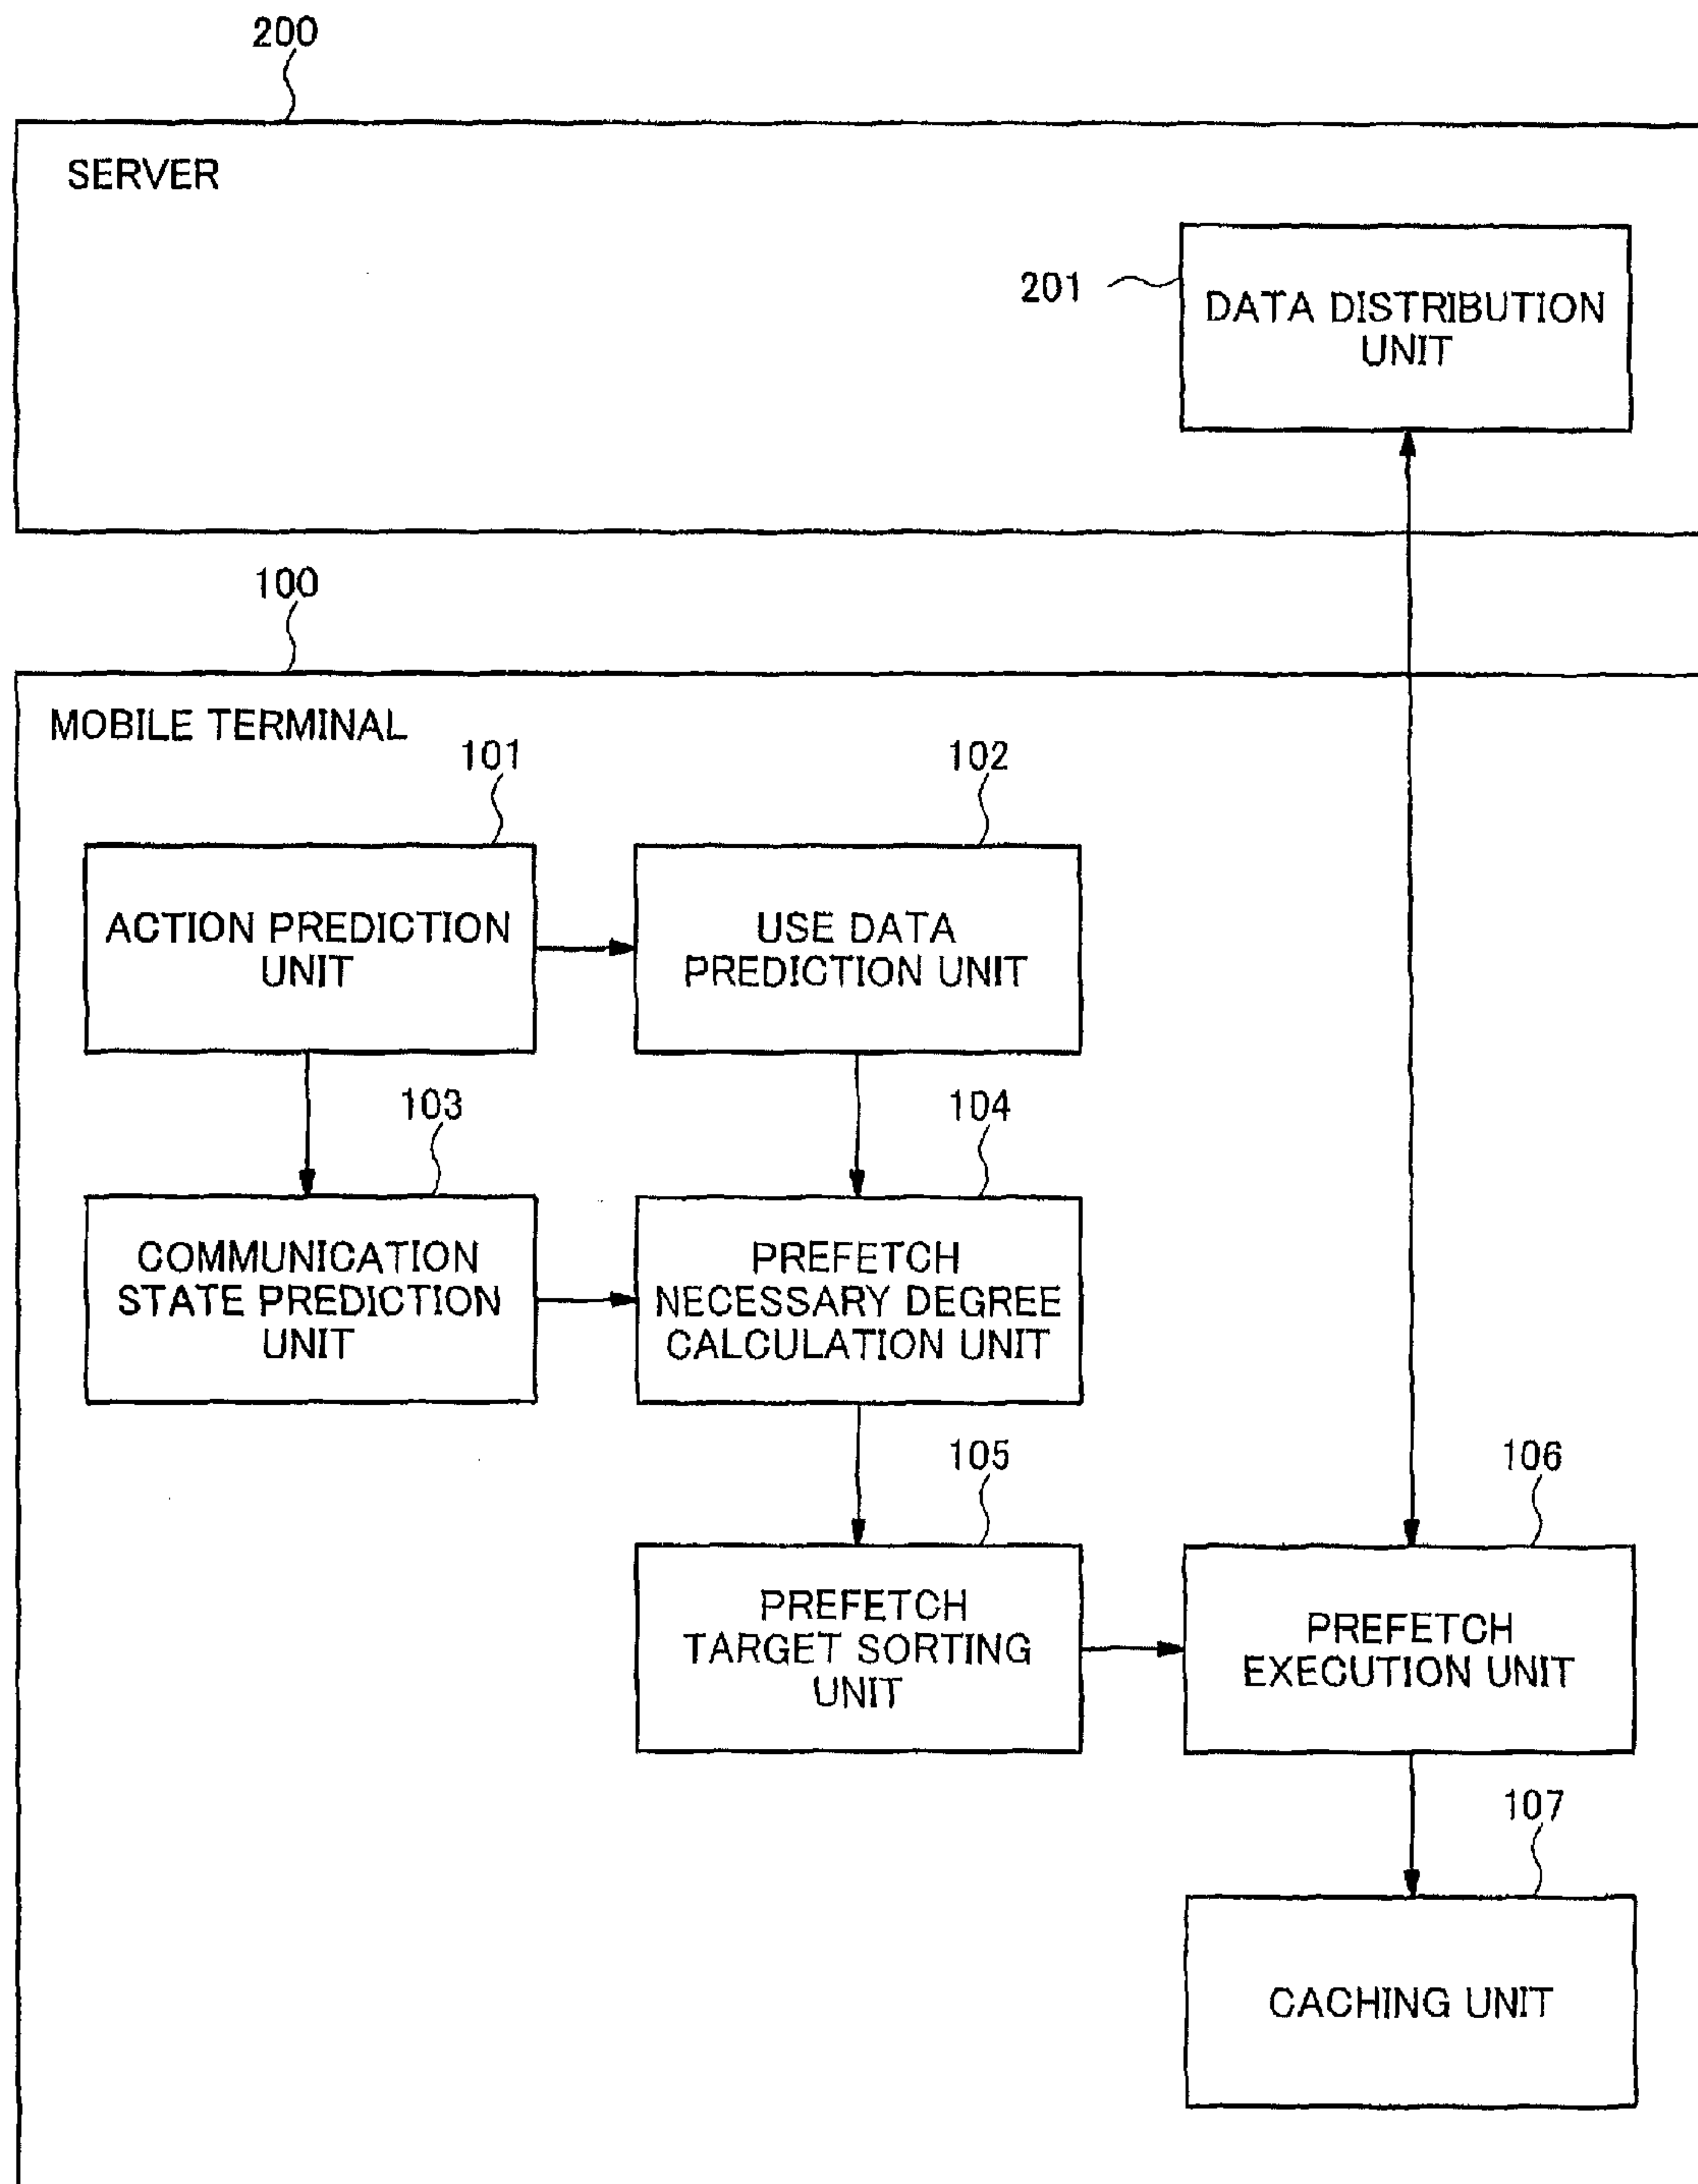 200
SERVER
201
DATA DISTRIBUTION
UNIT
100
MOBILE TERMINAL
101
102
ACTION PREDICTION
UNIT
USE DATA
PREDICTION UNIT
103
104
COMMUNICATION
STATE PREDICTION
UNIT
PREFETCH
NECESSARY DEGREE
CALCULATION UNIT
105
106
PREFETCH
TARGET SORTING
UNIT
PREFETCH
EXECUTION UNIT
107
CACHING UNIT